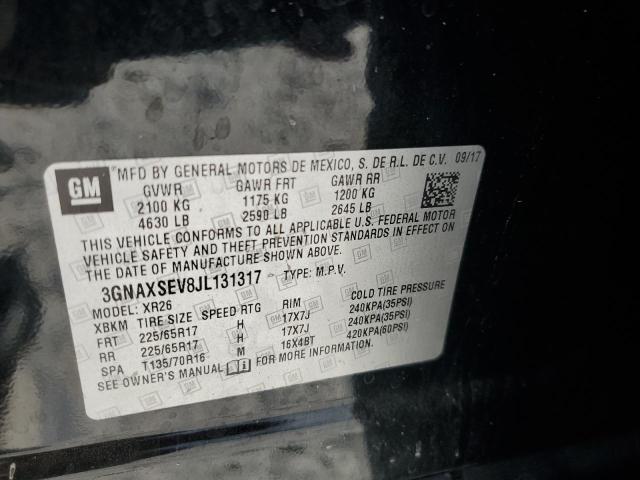 GM
MFD BY GENERAL MOTORS DE MEXICO, S. DE R.L. DE C.V. 09/17
GVWR GAWR FRT GAWR RR
2100 KG 1175 KG 1200 KG
4630 LB 2590 LB 2645 LB
THIS VEHICLE CONFORMS TO ALL APPLICABLE U.S. FEDERAL MOTOR
VEHICLE SAFETY AND THEFT PREVENTION STANDARDS IN EFFECT ON
THE DATE OF MANUFACTURE SHOWN ABOVE.
3GNAXSEV8JL131317 TYPE: M.P.V.
MODEL: XR26
XBKM TIRE SIZE SPEED RTG RIM COLD TIRE PRESSURE
FRT 225/65R17 H 17X7J 240KPA(35PSI)
RR 225/65R17 H 17X7J 240KPA(35PSI)
SPA T135/70R16 M 16X4BT 420KPA(60PSI)
SEE OWNER'S MANUAL FOR MORE INFORMATION.